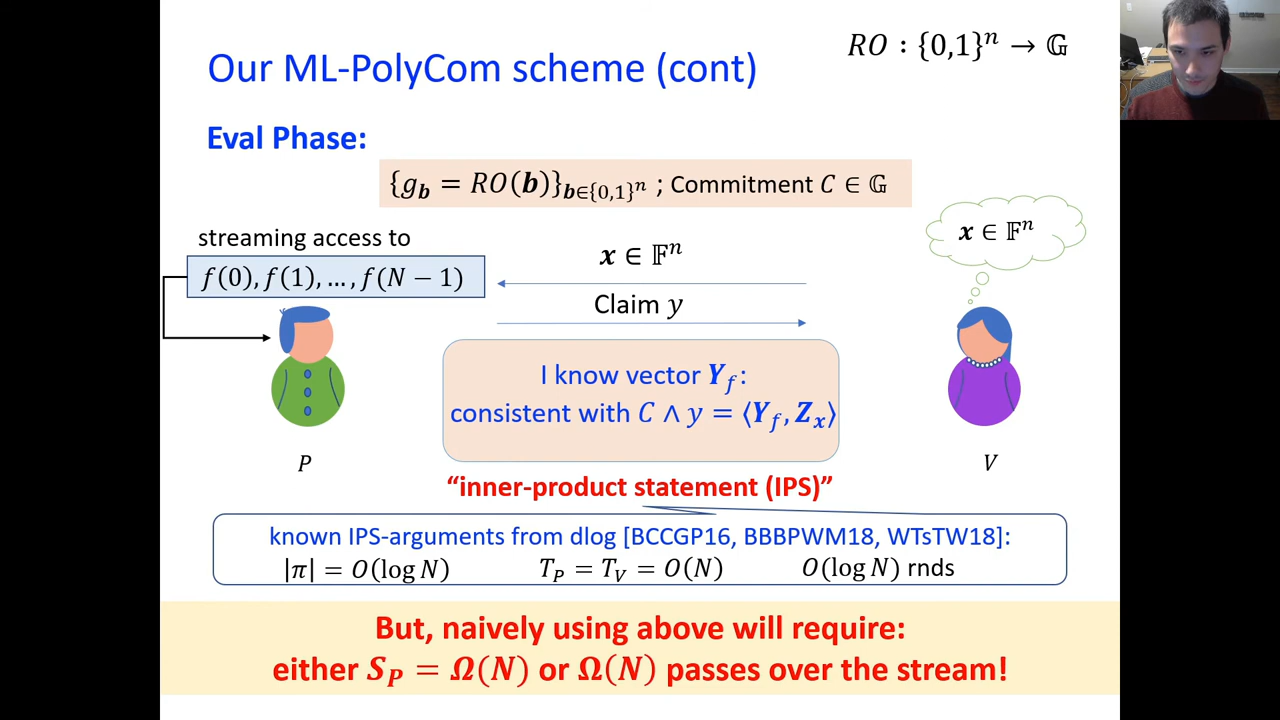 Our ML-PolyCom scheme (cont)
RO : {0,1}ⁿ → 𝔾
Eval Phase:
{g_𝒃 = RO(𝒃)}_{𝒃∈{0,1}ⁿ} ; Commitment C ∈ 𝔾
streaming access to
f(0), f(1), … , f(N − 1)
𝒙 ∈ 𝔽ⁿ
Claim y
𝒙 ∈ 𝔽ⁿ
I know vector 𝒀_f:
consistent with C ∧ y = ⟨𝒀_f, 𝒁_𝒙⟩
P
V
“inner-product statement (IPS)”
known IPS-arguments from dlog [BCCGP16, BBBPWM18, WTsTW18]:
|π| = O(log N) T_P = T_V = O(N) O(log N) rnds
But, naively using above will require:
either S_P = Ω(N) or Ω(N) passes over the stream!